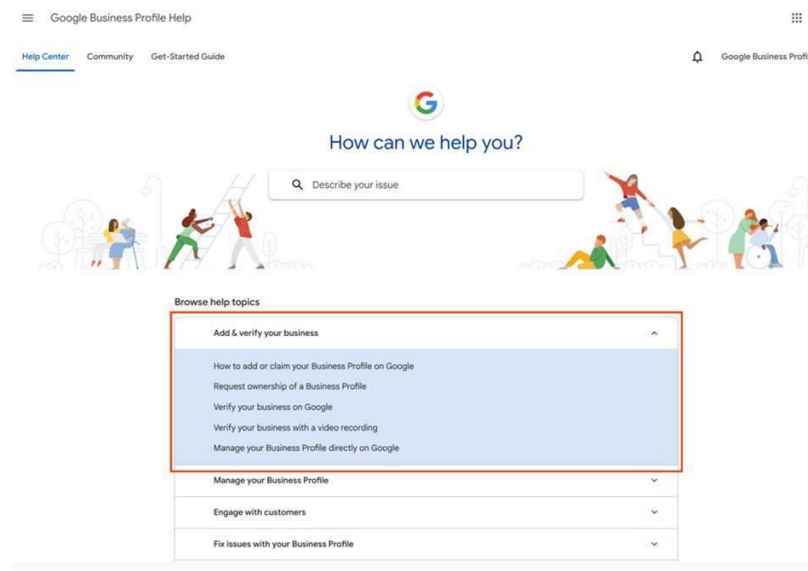 Google Business Profile Help
Help Center Community Get-Started Guide Google Business Profi
How can we help you?
Describe your issue
Browse help topics
Add & verify your business
How to add or claim your Business Profile on Google
Request ownership of a Business Profile
Verify your business on Google
Verify your business with a video recording
Manage your Business Profile directly on Google
Manage your Business Profile
Engage with customers
Fix issues with your Business Profile